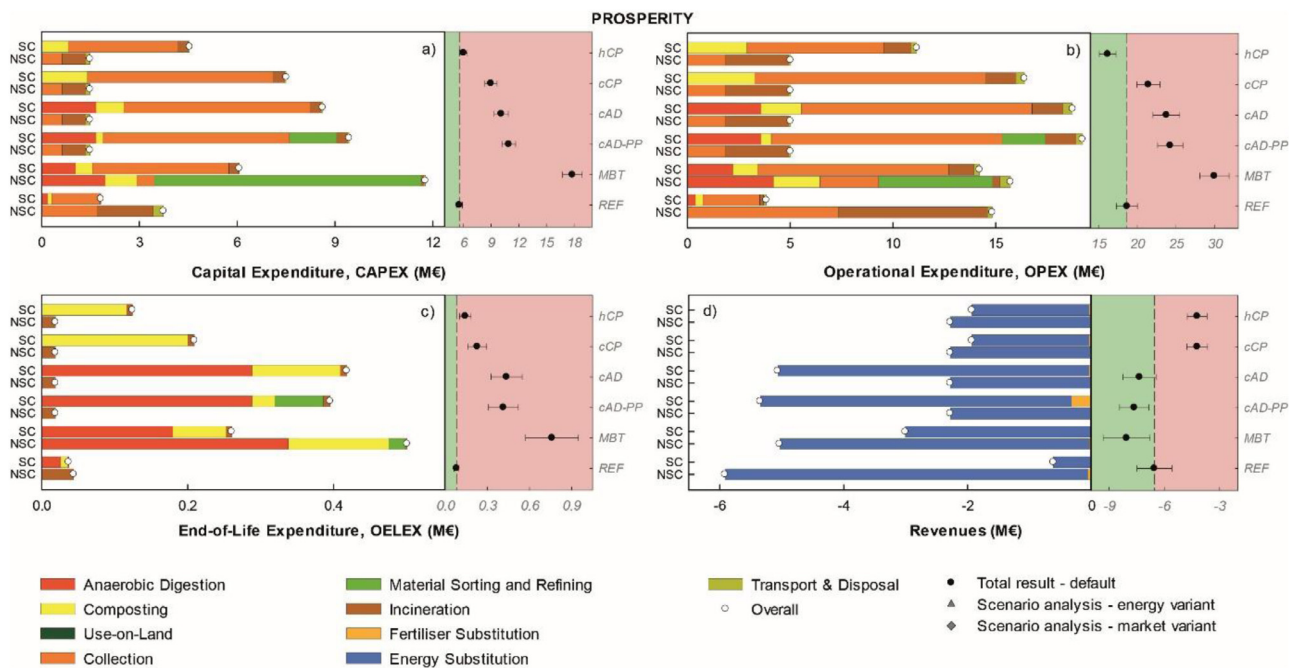 PROSPERITY
a)
SC
NSC
SC
NSC
SC
NSC
SC
NSC
SC
NSC
SC
NSC
hCP
cCP
cAD
cAD-PP
MBT
REF
0 3 6 9 12 6 9 12 15 18
Capital Expenditure, CAPEX (M€)
b)
SC
NSC
SC
NSC
SC
NSC
SC
NSC
SC
NSC
SC
NSC
hCP
cCP
cAD
cAD-PP
MBT
REF
0 5 10 15 15 20 25 30
Operational Expenditure, OPEX (M€)
c)
SC
NSC
SC
NSC
SC
NSC
SC
NSC
SC
NSC
SC
NSC
hCP
cCP
cAD
cAD-PP
MBT
REF
0.0 0.2 0.4 0.0 0.3 0.6 0.9
End-of-Life Expenditure, OELEX (M€)
d)
SC
NSC
SC
NSC
SC
NSC
SC
NSC
SC
NSC
SC
NSC
hCP
cCP
cAD
cAD-PP
MBT
REF
-6 -4 -2 0 -9 -6 -3
Revenues (M€)
Anaerobic Digestion
Composting
Use-on-Land
Collection
Material Sorting and Refining
Incineration
Fertiliser Substitution
Energy Substitution
Transport & Disposal
Overall
Total result - default
Scenario analysis - energy variant
Scenario analysis - market variant